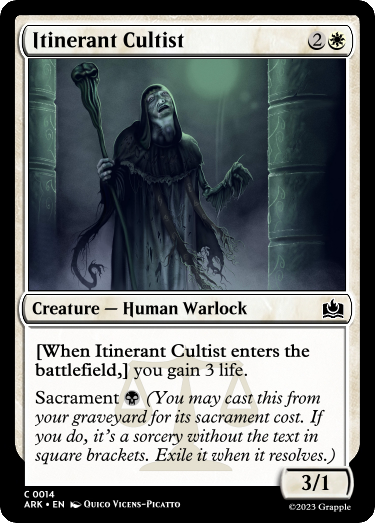 Itinerant Cultist 2
Creature — Human Warlock
[When Itinerant Cultist enters the
battlefield,] you gain 3 life.
Sacrament (You may cast this from
your graveyard for its sacrament cost. If
you do, it's a sorcery without the text in
square brackets. Exile it when it resolves.)
3/1
C 0014
ARK • EN Quico Vicens-Picatto
©2023 Grapple